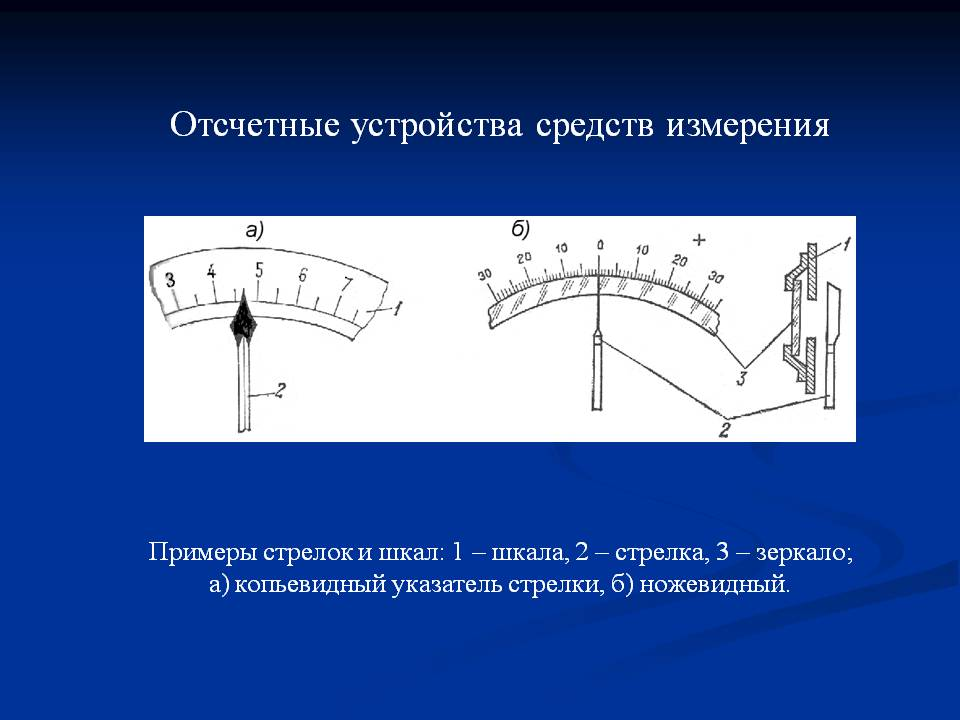 Отсчетные устройства средств измерения
а) б)
3 4 5 6 7 1
2
30 20 10 0 10 20 30 +
1
3
2
Примеры стрелок и шкал: 1 – шкала, 2 – стрелка, 3 – зеркало;
а) копьевидный указатель стрелки, б) ножевидный.